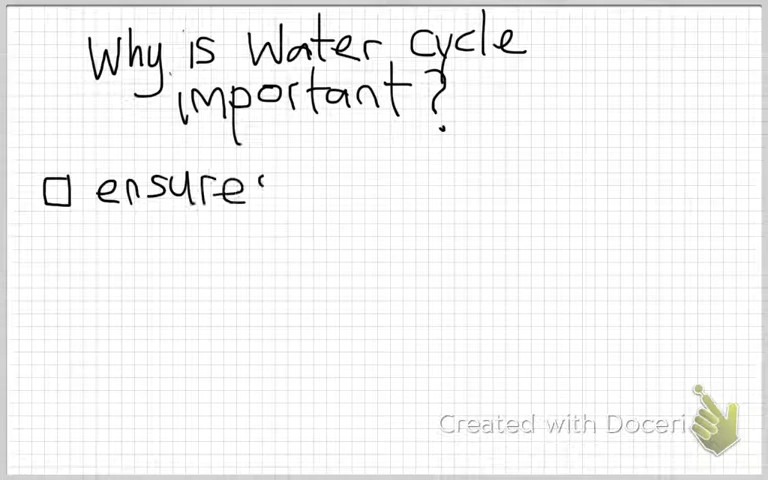 Why is Water cycle
important?
ensure
Created with Doceri